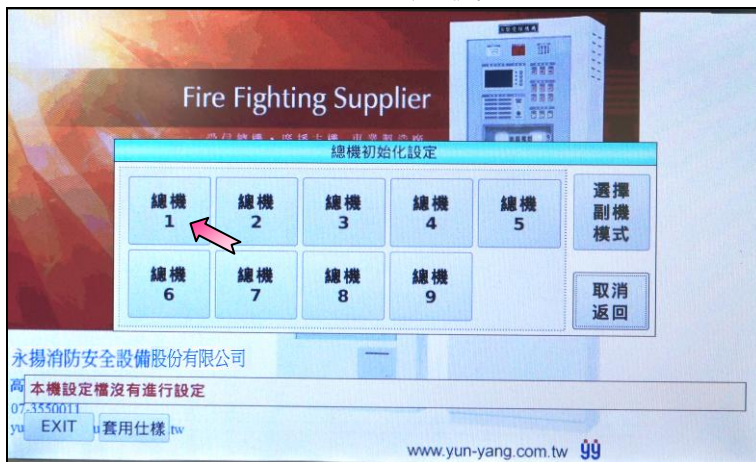 Fire Fighting Supplier
總機初始化設定
總機 1
總機 2
總機 3
總機 4
總機 5
選擇副機模式
總機 6
總機 7
總機 8
總機 9
取消返回
永揚消防安全設備股份有限公司
高
本機設定檔沒有進行設定
07-3550011
yu
EXIT
u
套用仕樣
.tw
www.yun-yang.com.tw
yy